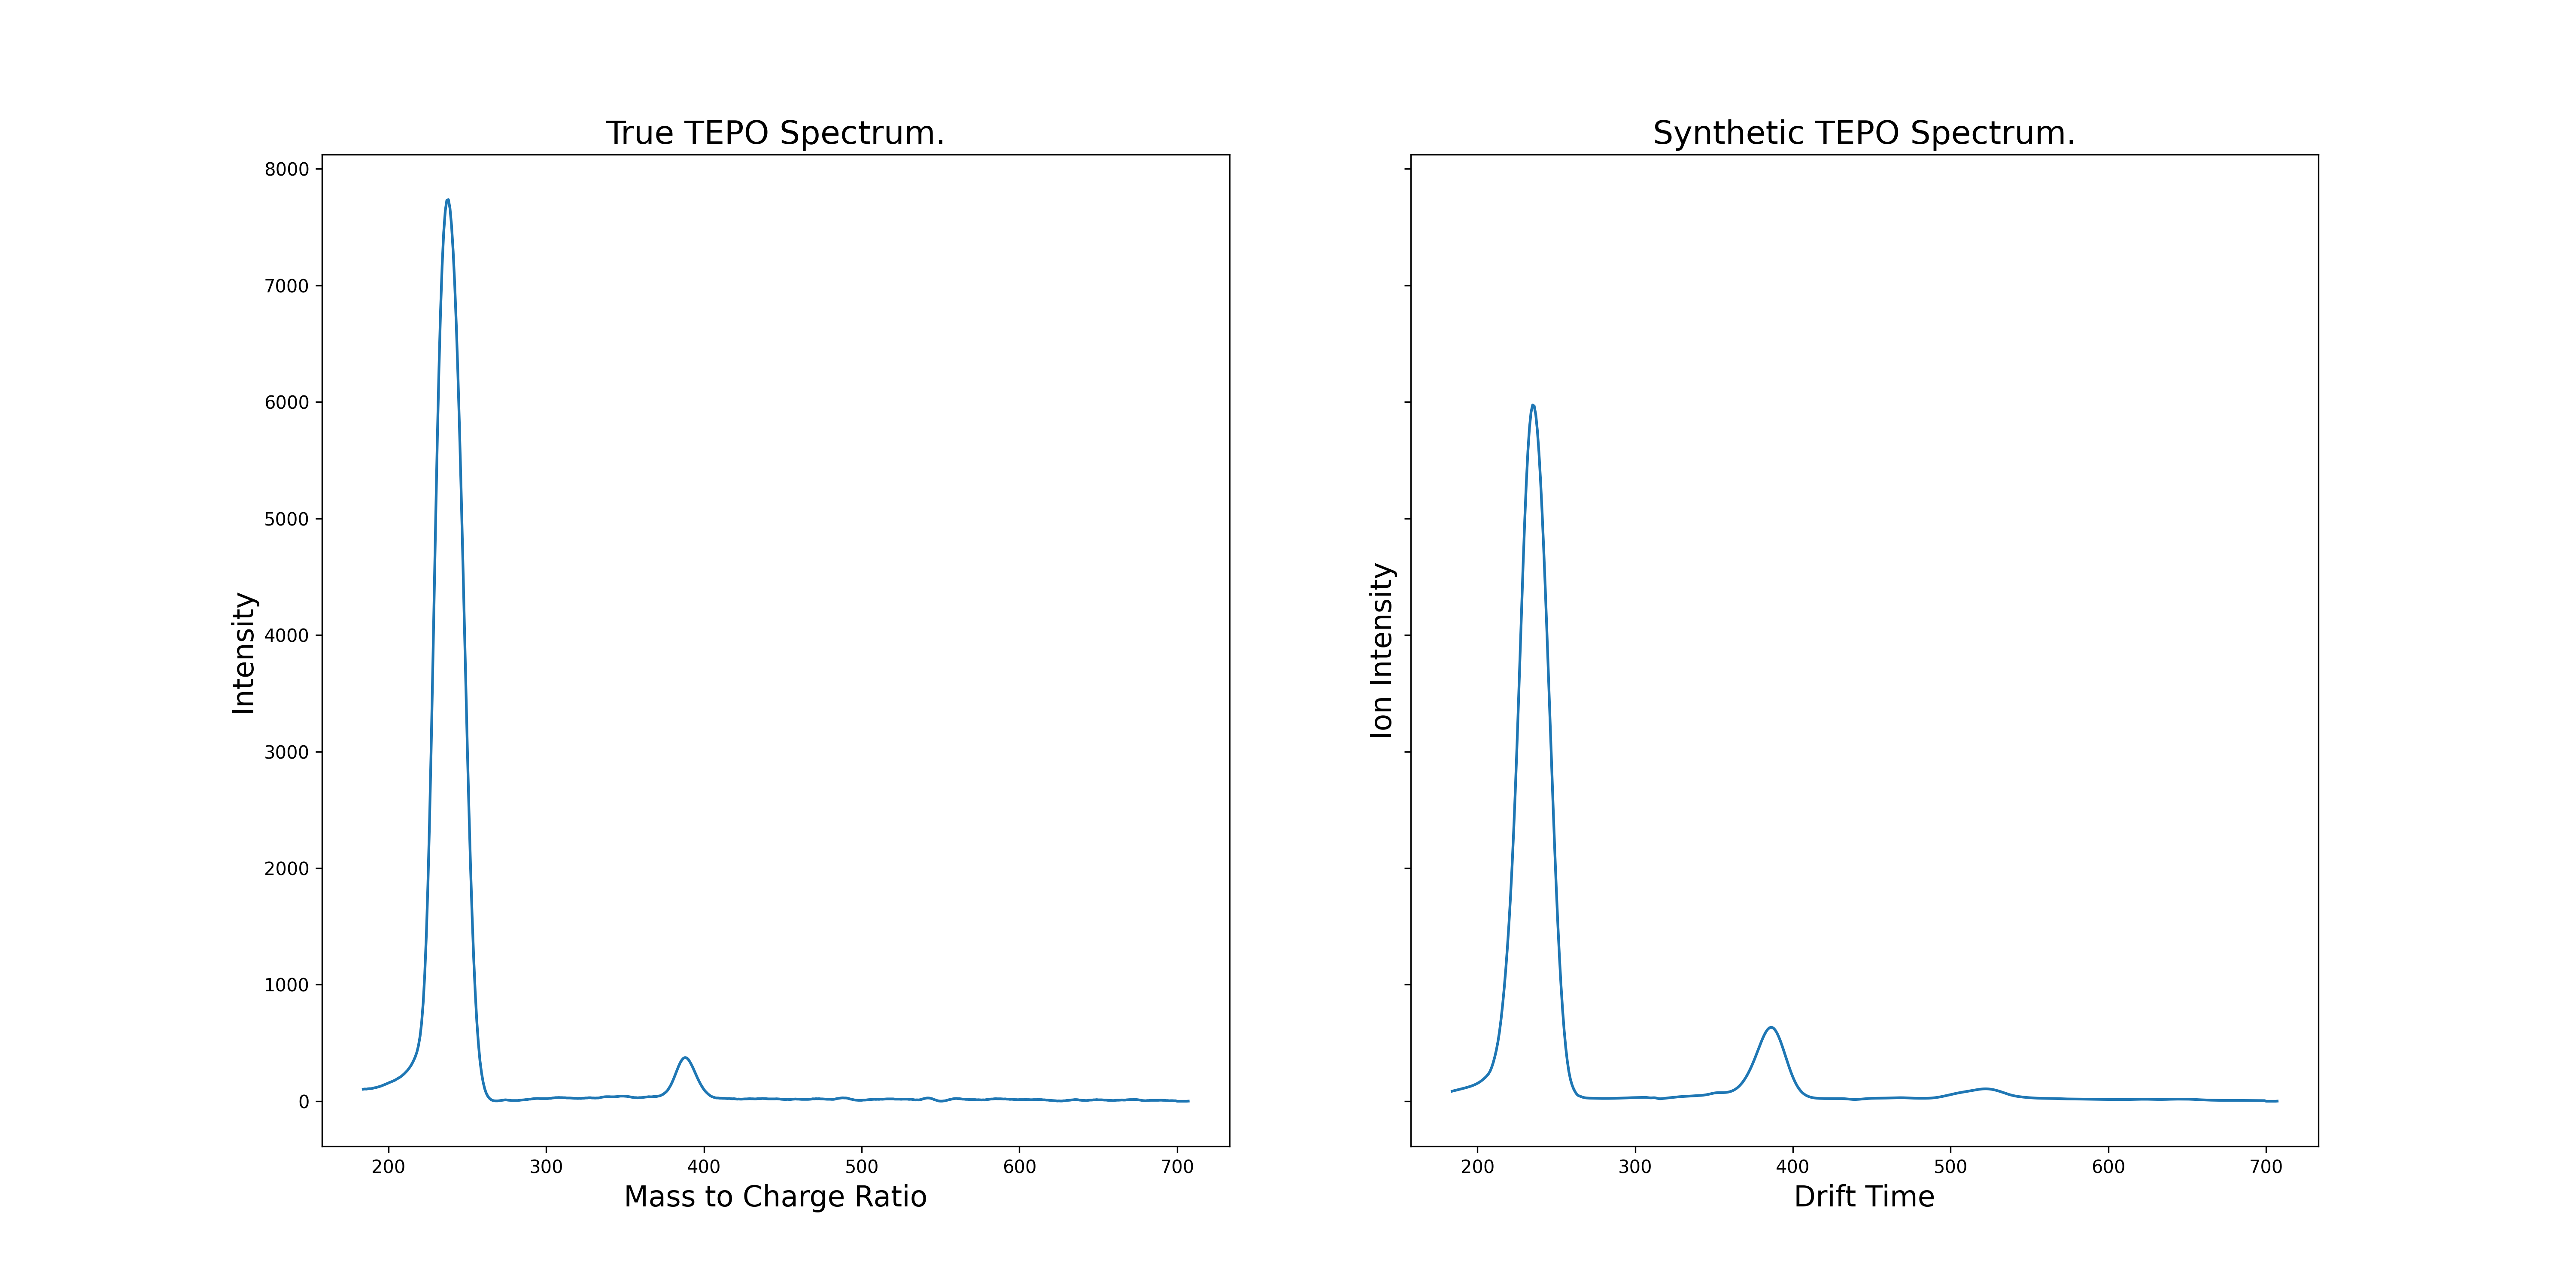 True TEPO Spectrum.
8000
7000
6000
5000
4000
3000
2000
1000
0
Intensity
200 300 400 500 600 700
Mass to Charge Ratio
Synthetic TEPO Spectrum.
Ion Intensity
200 300 400 500 600 700
Drift Time